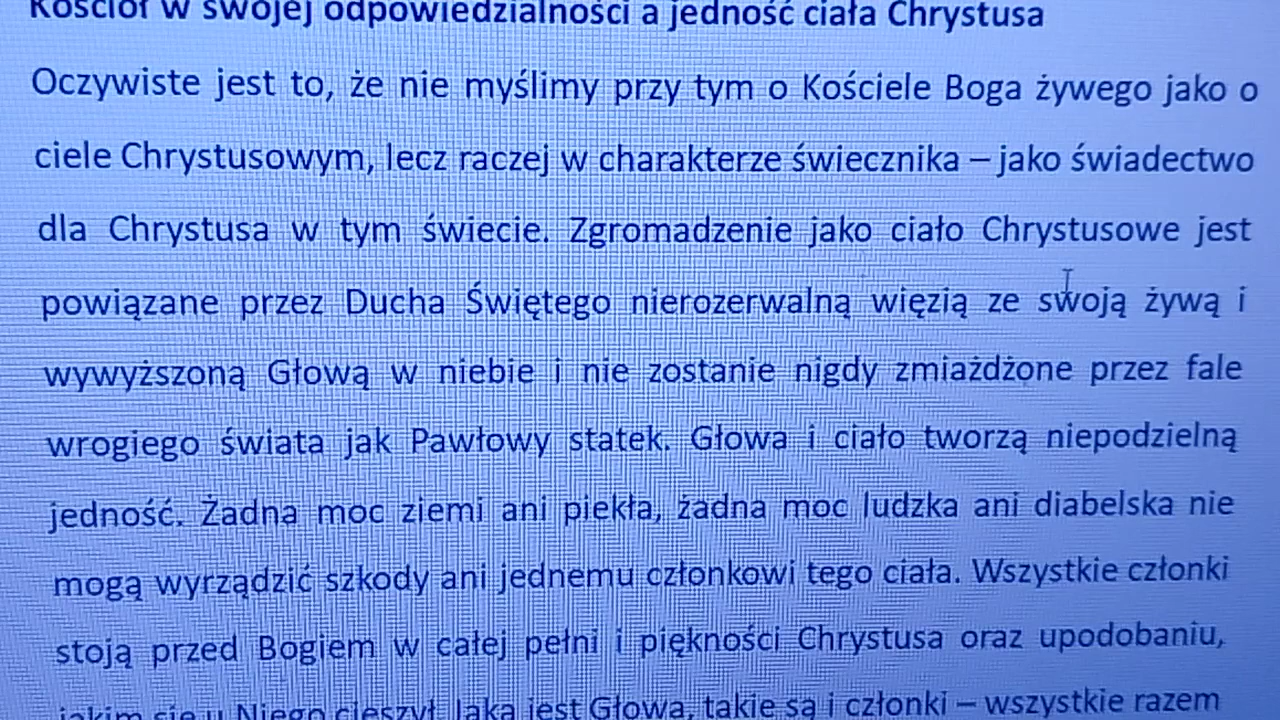 Kościół w swojej odpowiedzialności a jedność ciała Chrystusa
Oczywiste jest to, że nie myślimy przy tym o Kościele Boga żywego jako o
ciele Chrystusowym, lecz raczej w charakterze świecznika – jako świadectwo
dla Chrystusa w tym świecie. Zgromadzenie jako ciało Chrystusowe jest
powiązane przez Ducha Świętego nierozerwalną więzią ze swoją żywą i
wywyższoną Głową w niebie i nie zostanie nigdy zmiażdżone przez fale
wrogiego świata jak Pawłowy statek. Głowa i ciało tworzą niepodzielną
jedność. Żadna moc ziemi ani piekła, żadna moc ludzka ani diabelska nie
mogą wyrządzić szkody ani jednemu członkowi tego ciała. Wszystkie członki
stoją przed Bogiem w całej pełni i piękności Chrystusa oraz upodobaniu,
jakim się u Niego cieszył. Jaka jest Głowa, takie są i członki – wszystkie razem